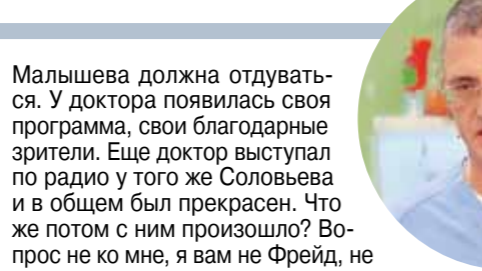 Малышева должна отдувать-
ся. У доктора появилась своя
программа, свои благодарные
зрители. Еще доктор выступал
по радио у того же Соловьева
и в общем был прекрасен. Что
же потом с ним произошло? Во-
прос не ко мне, я вам не Фрейд, не